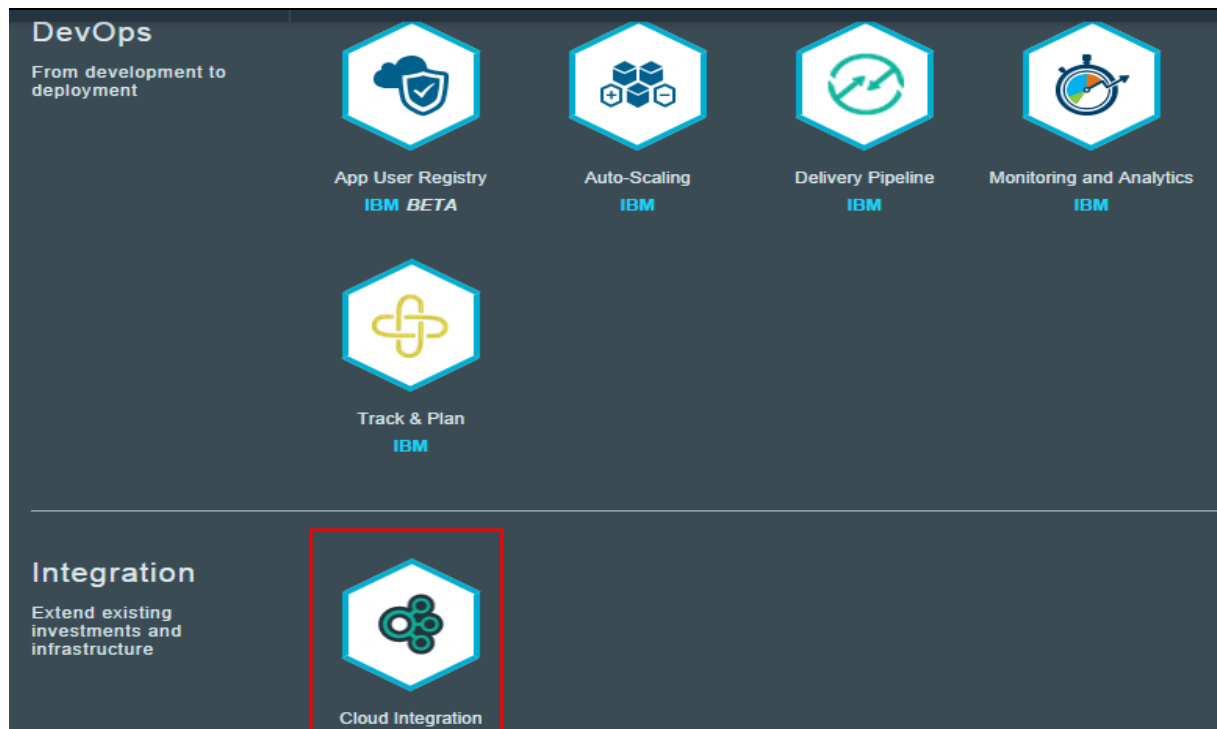 DevOps
From development to
deployment
App User Registry
IBM BETA
Auto-Scaling
IBM
Delivery Pipeline
IBM
Monitoring and Analytics
IBM
Track & Plan
IBM
Integration
Extend existing
investments and
infrastructure
Cloud Integration